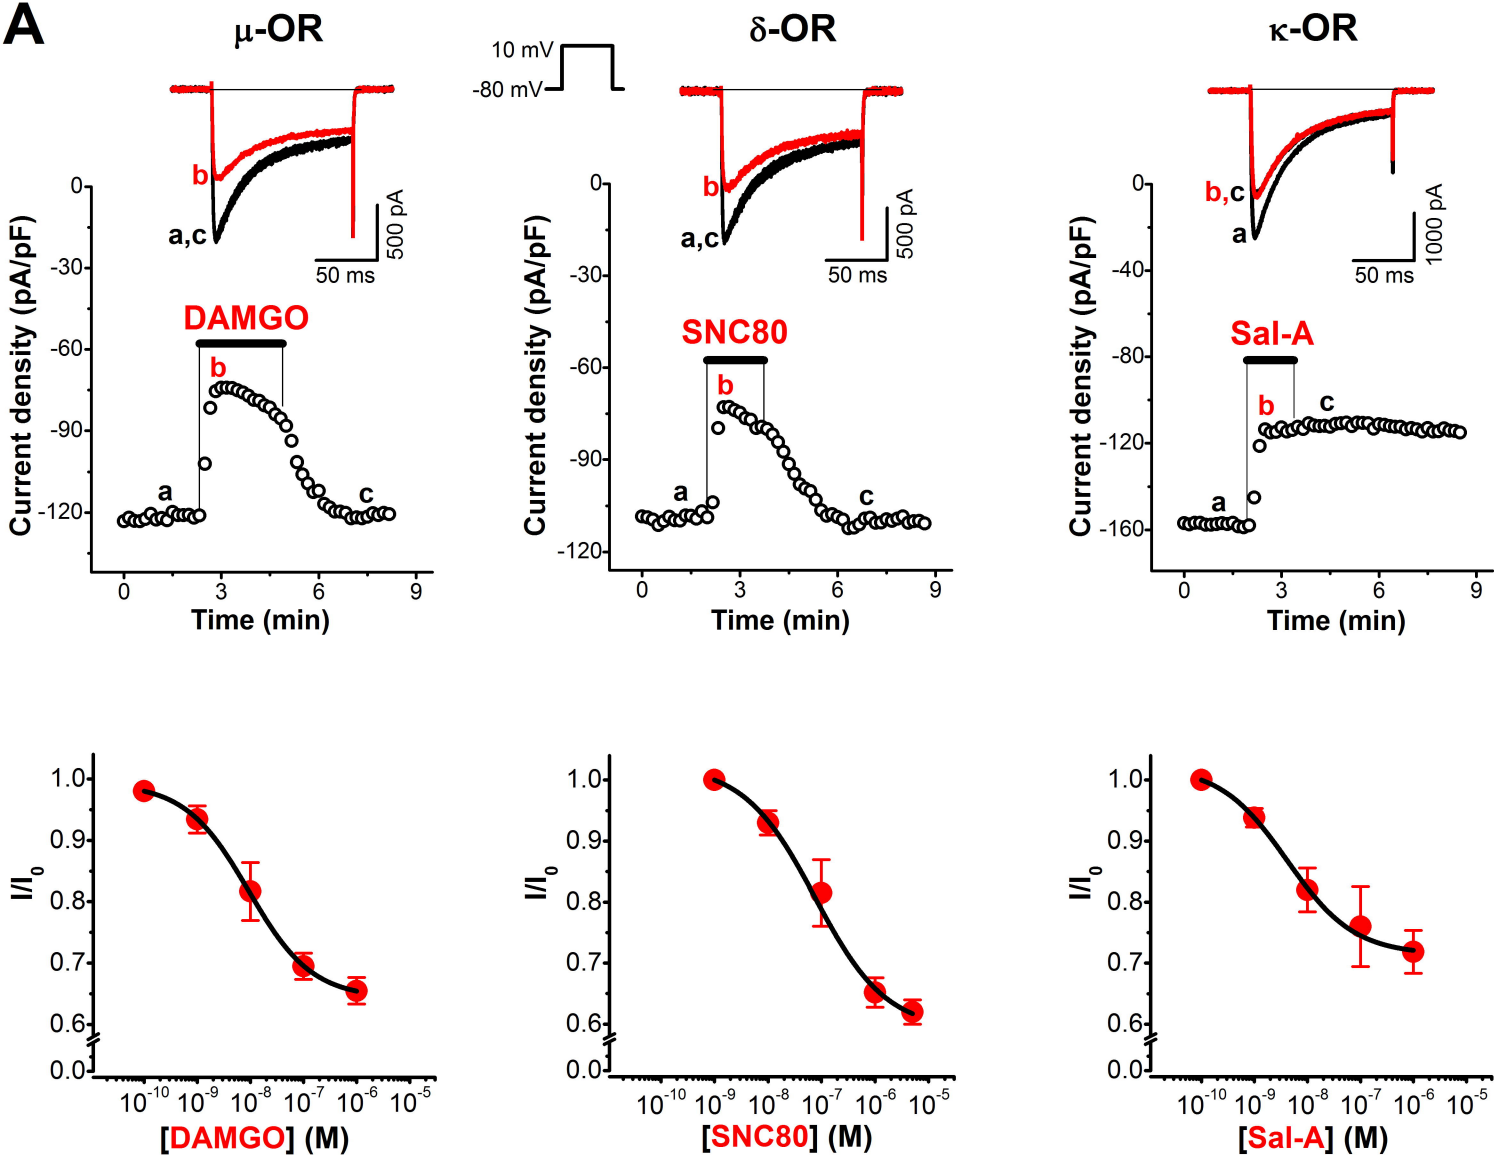 A
μ-OR
δ-OR
κ-OR
10 mV
-80 mV
b
a,c
500 pA
50 ms
b
a,c
500 pA
50 ms
b,c
a
1000 pA
50 ms
Current density (pA/pF)
0
-30
-60
-90
-120
DAMGO
b
a
c
0
3
6
9
Time (min)
Current density (pA/pF)
0
-30
-60
-90
-120
SNC80
b
a
c
0
3
6
9
Time (min)
Current density (pA/pF)
0
-40
-80
-120
-160
Sal-A
b
c
a
0
3
6
9
Time (min)
I/I0
1.0
0.9
0.8
0.7
0.6
0.0
10-10 10-9 10-8 10-7 10-6 10-5
[DAMGO] (M)
I/I0
1.0
0.9
0.8
0.7
0.6
0.0
10-10 10-9 10-8 10-7 10-6 10-5
[SNC80] (M)
I/I0
1.0
0.9
0.8
0.7
0.6
0.0
10-10 10-9 10-8 10-7 10-6 10-5
[Sal-A] (M)